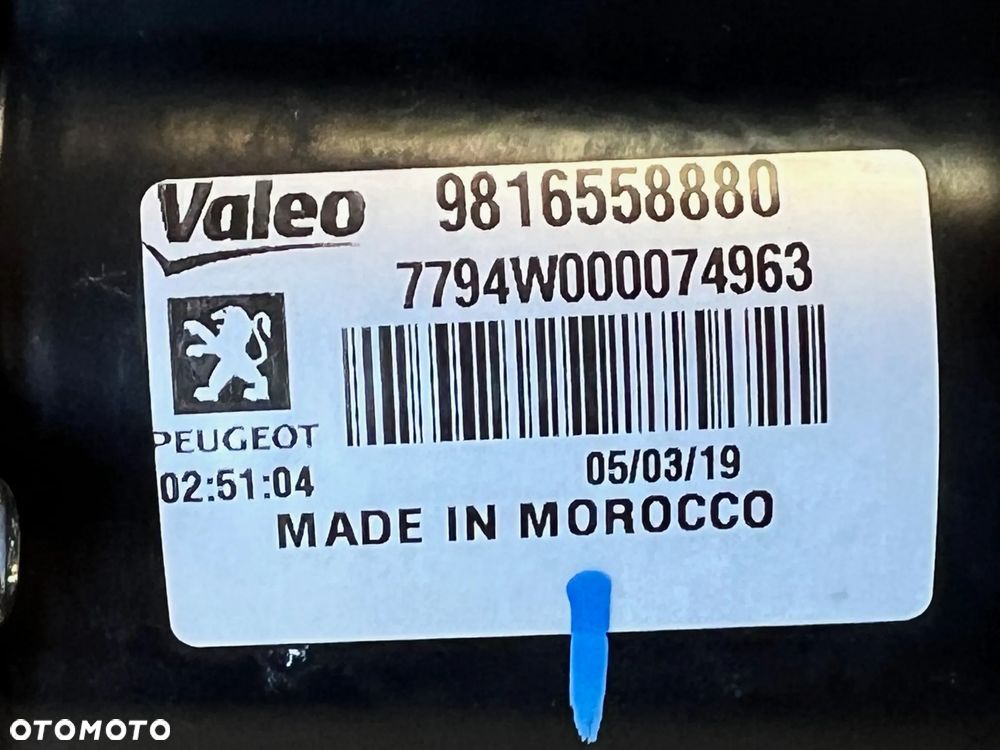 Valeo 9816558880
7794W000074963
PEUGEOT
02:51:04 05/03/19
MADE IN MOROCCO
OTOMOTO